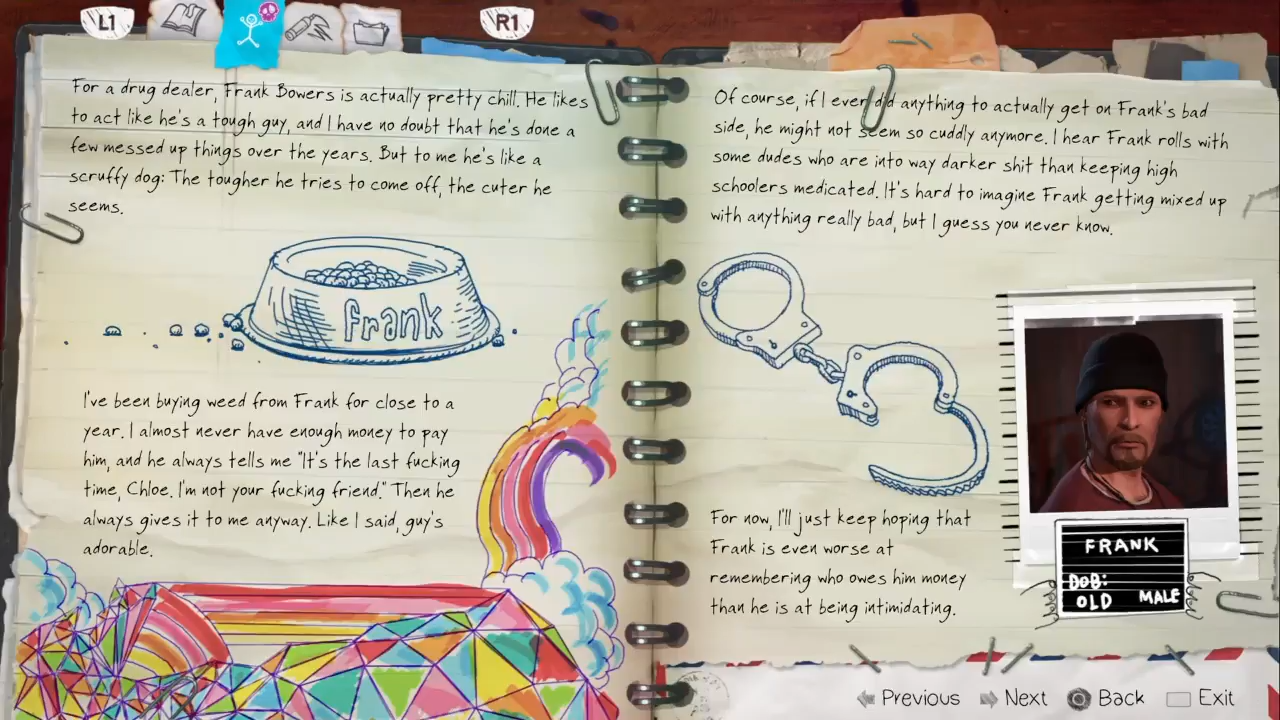 L1
R1
For a drug dealer, Frank Bowers is actually pretty chill. He likes
to act like he's a tough guy, and I have no doubt that he's done a
few messed up things over the years. But to me he's like a
scruffy dog: The tougher he tries to come off, the cuter he
seems.
frank
I've been buying weed from Frank for close to a
year. I almost never have enough money to pay
him, and he always tells me "It's the last fucking
time, Chloe. I'm not your fucking friend." Then he
always gives it to me anyway. Like I said, guy's
adorable.
Of course, if I ever did anything to actually get on Frank's bad
side, he might not seem so cuddly anymore. I hear Frank rolls with
some dudes who are into way darker shit than keeping high
schoolers medicated. It's hard to imagine Frank getting mixed up
with anything really bad, but I guess you never know.
For now, I'll just keep hoping that
Frank is even worse at
remembering who owes him money
than he is at being intimidating.
FRANK
DOB:
OLD MALE
Previous Next Back Exit